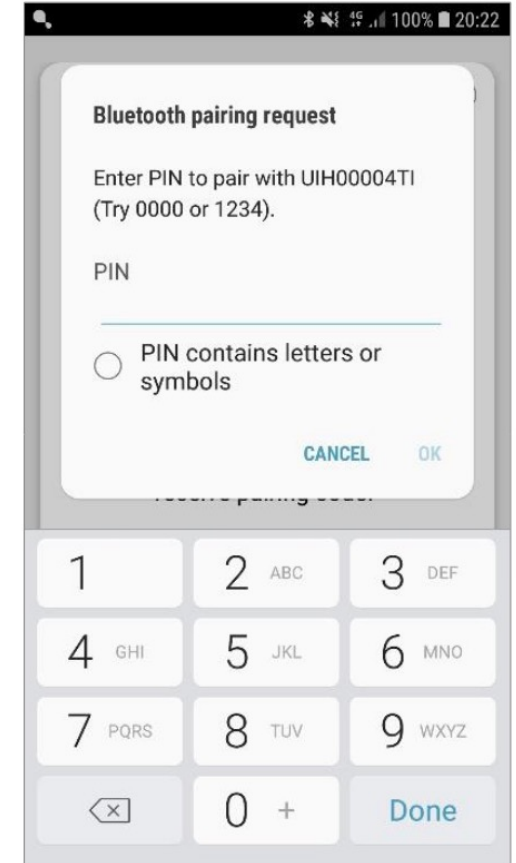 4G 100% 20:22
Bluetooth pairing request
Enter PIN to pair with UIH00004TI
(Try 0000 or 1234).
PIN
PIN contains letters or
symbols
CANCEL OK
1 2 ABC 3 DEF
4 GHI 5 JKL 6 MNO
7 PQRS 8 TUV 9 WXYZ
0 + Done